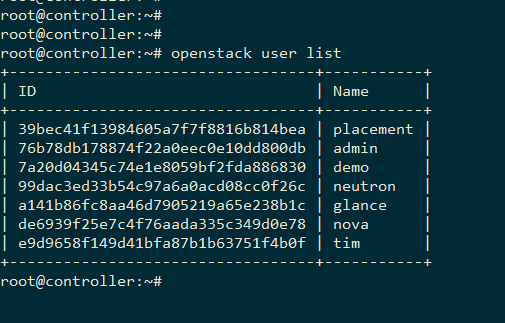 root@controller:~#
root@controller:~#
root@controller:~# openstack user list
+----------------------------------+-----------+
| ID                               | Name      |
+----------------------------------+-----------+
| 39bec41f13984605a7f7f8816b814bea | placement |
| 76b78db178874f22a0eec0e10dd800db | admin     |
| 7a20d04345c74e1e8059bf2fda886830 | demo      |
| 99dac3ed33b54c97a6a0acd08cc0f26c | neutron   |
| a141b86fc8aa46d7905219a65e238b1c | glance    |
| de6939f25e7c4f76aada335c349d0e78 | nova      |
| e9d9658f149d41bfa87b1b63751f4b0f | tim       |
+----------------------------------+-----------+
root@controller:~#